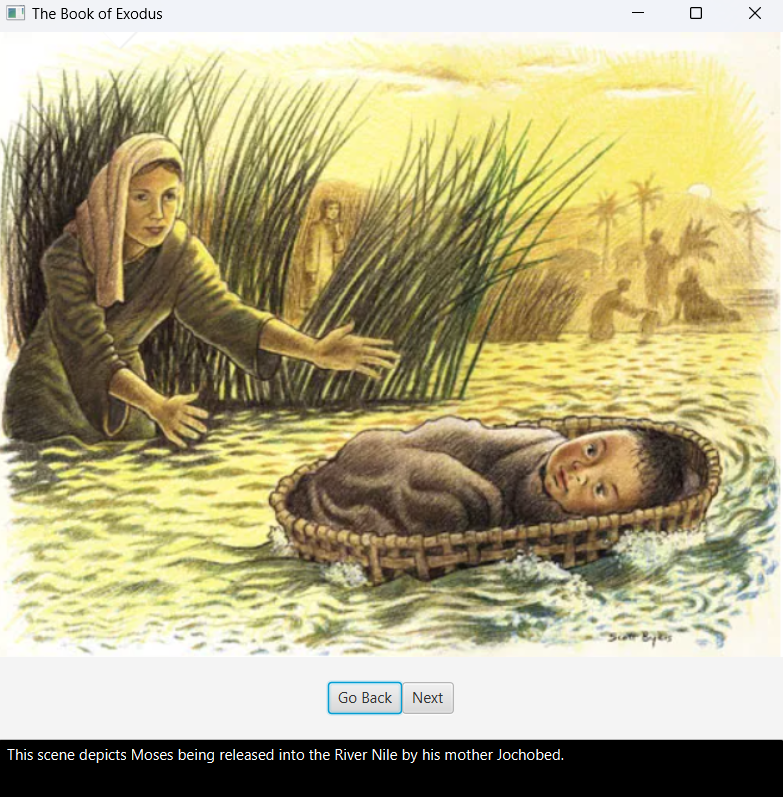 The Book of Exodus
Go Back
Next
This scene depicts Moses being released into the River Nile by his mother Jochobed.